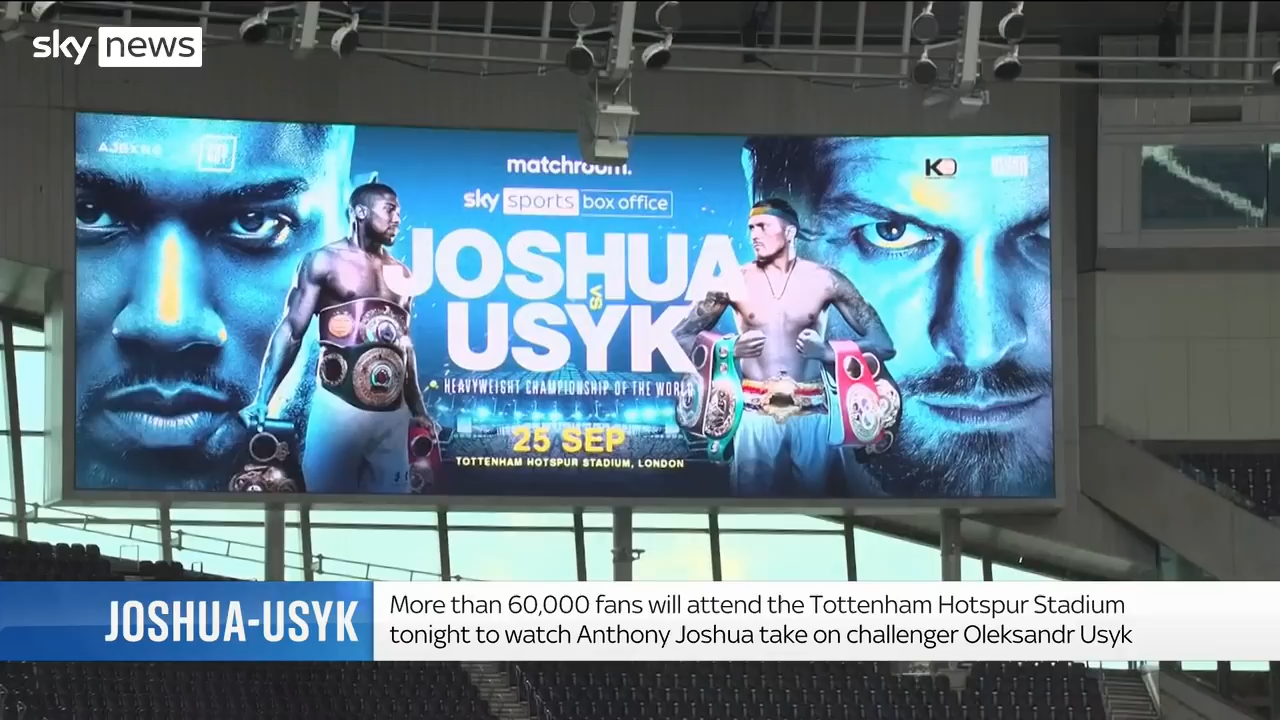 sky news
AJBXNG
matchroom.
KO
sky sports box office
JOSHUA
VS
USYK
HEAVYWEIGHT CHAMPIONSHIP OF THE WORLD
25 SEP
TOTTENHAM HOTSPUR STADIUM, LONDON
JOSHUA-USYK
More than 60,000 fans will attend the Tottenham Hotspur Stadium
tonight to watch Anthony Joshua take on challenger Oleksandr Usyk